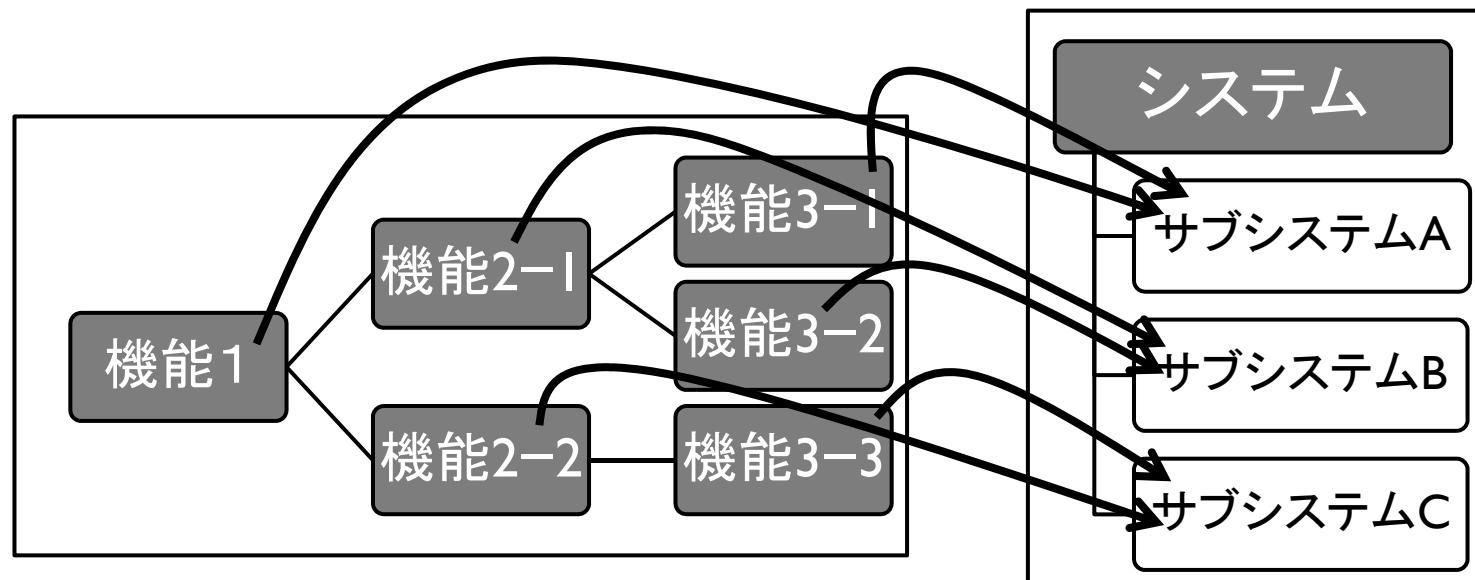 システム
機能3-1
サブシステムA
機能2-1
機能3-2
機能1
サブシステムB
機能2-2
機能3-3
サブシステムC